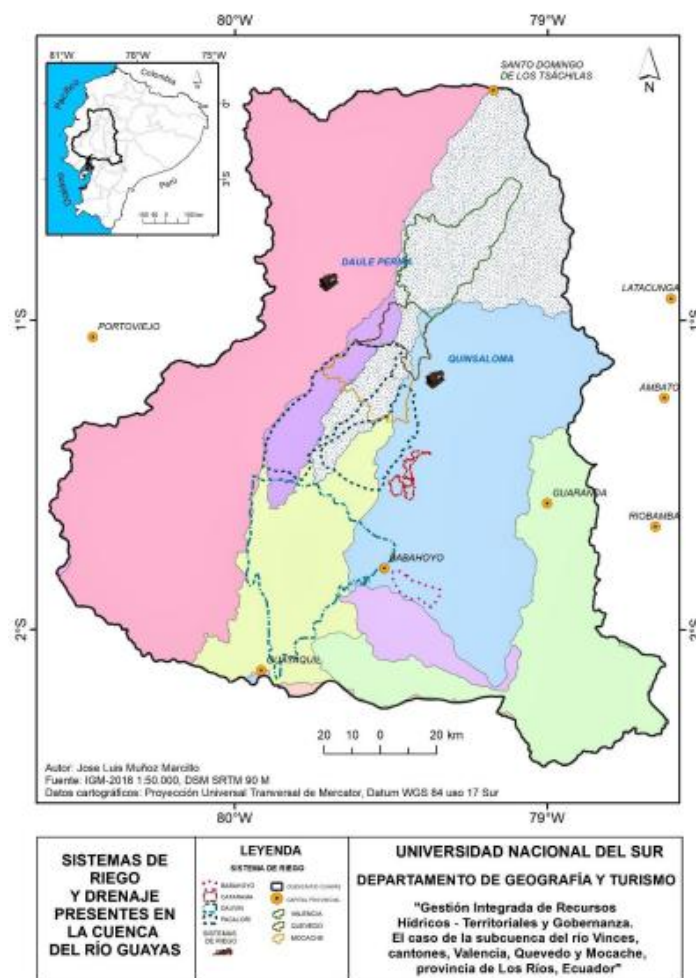 80°W
79°W
81°W
78°W
75°W
Colombia
Pacífico
Océano
Perú
N
SANTO DOMINGO
DE LOS TSÁCHILAS
DAULE PERIPA
LATACUNGA
1°S
PORTOVIEJO
1°S
QUINSALOMA
AMBATO
GUARANDA
RIOBAMBA
BABAHOYO
2°S
2°S
20 10 0 20 km
Autor: Jose Luis Muñoz Marcillo
Fuente: IGM-2018 1:50.000, DSM SRTM 90 M
Datos cartográficos: Proyección Universal Tranversal de Mercator, Datum WGS 84 uso 17 Sur
80°W
79°W
SISTEMAS DE
RIEGO
Y DRENAJE
PRESENTES EN
LA CUENCA
DEL RÍO GUAYAS
LEYENDA
SISTEMA DE RIEGO
BABAHOYO
CATARAMA
DAULVIN
PACALORI
SISTEMAS
DE RIEGO
CAPITAL PROVINCIAL
VALENCIA
QUEVEDO
MOCACHE
UNIVERSIDAD NACIONAL DEL SUR
DEPARTAMENTO DE GEOGRAFÍA Y TURISMO
"Gestión Integrada de Recursos
Hídricos - Territoriales y Gobernanza.
El caso de la subcuenca del río Vinces,
cantones, Valencia, Quevedo y Mocache,
provincia de Los Ríos, Ecuador"